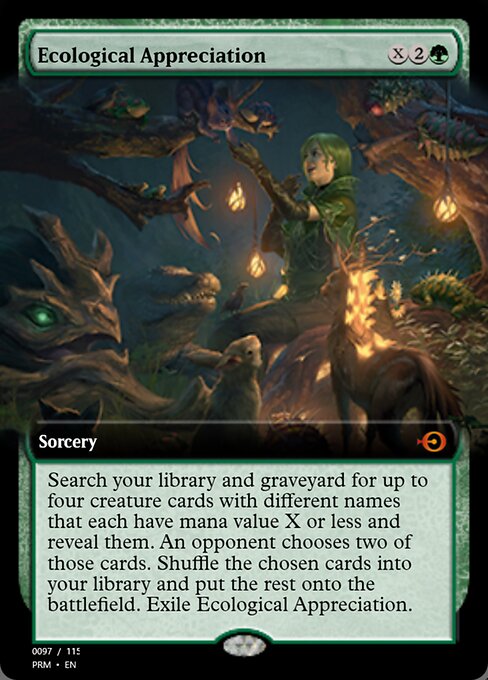 Ecological Appreciation X 2
Sorcery
Search your library and graveyard for up to
four creature cards with different names
that each have mana value X or less and
reveal them. An opponent chooses two of
those cards. Shuffle the chosen cards into
your library and put the rest onto the
battlefield. Exile Ecological Appreciation.
0097 / 115
PRM • EN